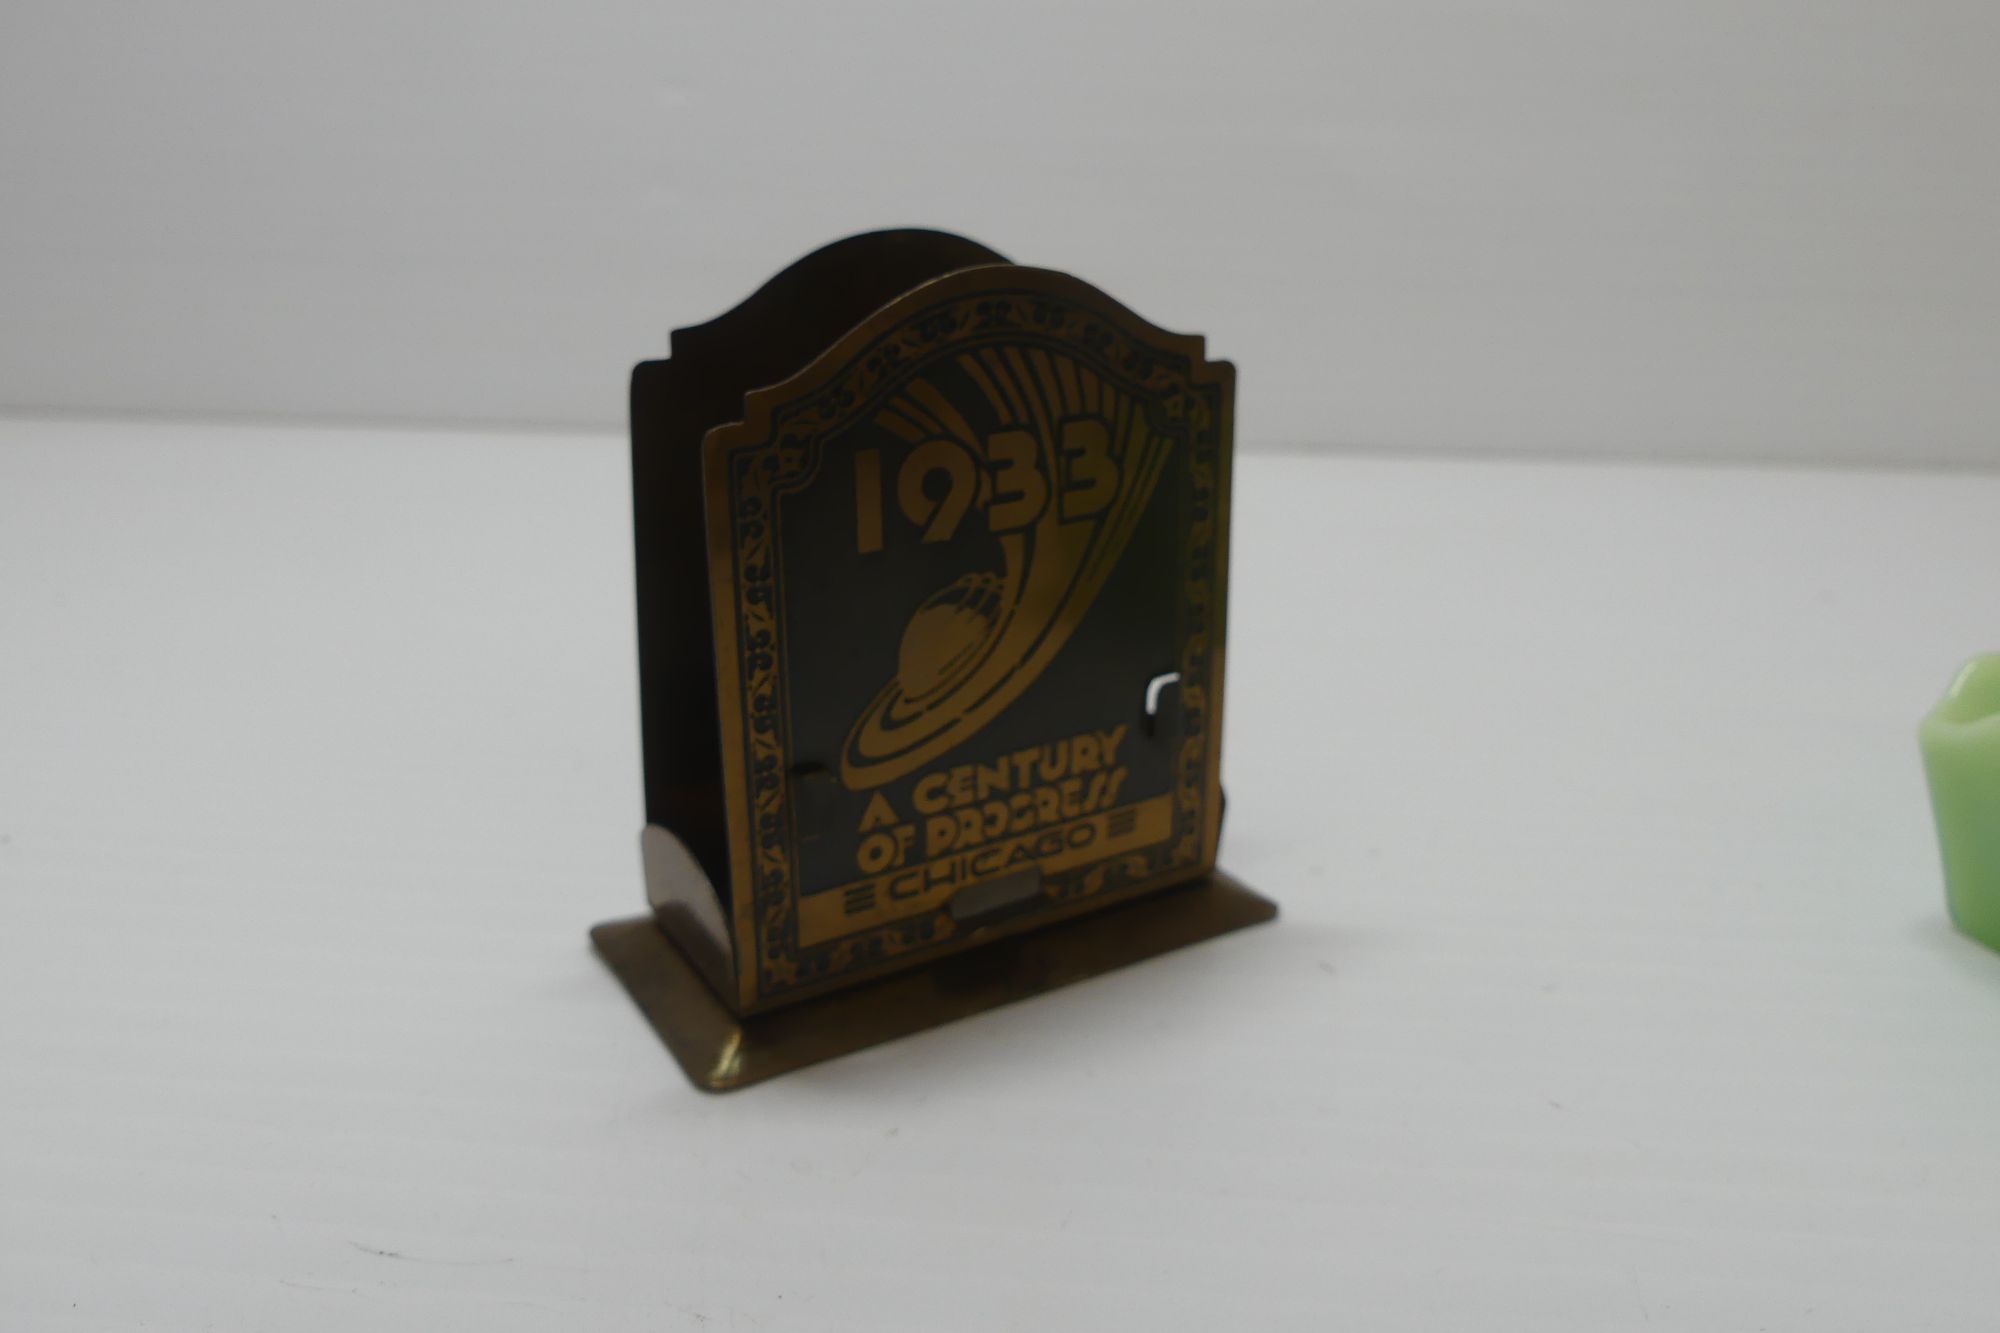 1933
A CENTURY
OF PROGRESS
CHICAGO